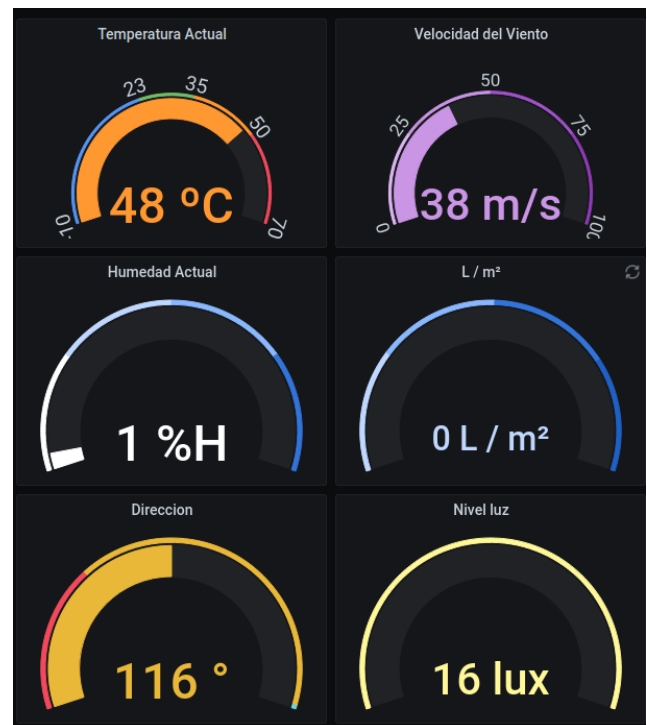 Temperatura Actual
-10
23
35
50
70
48 ºC
Velocidad del Viento
0
25
50
75
100
38 m/s
Humedad Actual
1 %H
L / m²
0 L / m²
Direccion
116 °
Nivel luz
16 lux